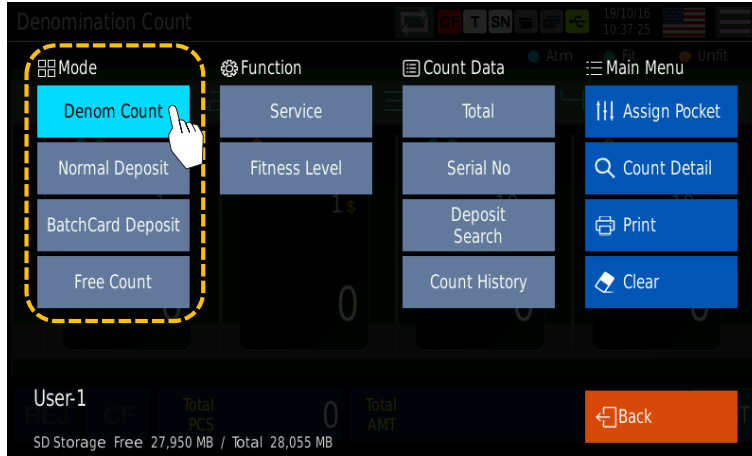 Denomination Count
CF T SN
19/10/16
10:37:25
Atm Fit Unfit
Mode
Denom Count
Normal Deposit
BatchCard Deposit
Free Count
Function
Service
Fitness Level
Count Data
Total
Serial No
Deposit
Search
Count History
Main Menu
Assign Pocket
Count Detail
Print
Clear
1 $
0
0
0
0
User-1
REJ CF
Total
PCS
0
Total
AMT
Back
SD Storage Free 27,950 MB / Total 28,055 MB